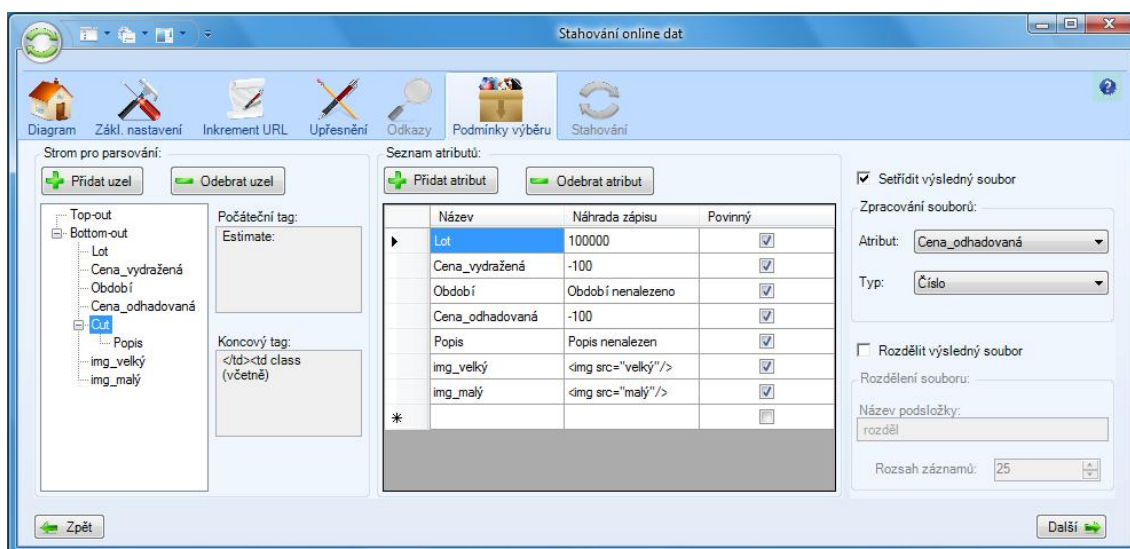 Stahování online dat
Diagram
Zákl. nastavení
Inkrement URL
Upřesnění
Odkazy
Podmínky výběru
Stahování
Strom pro parsování:
Přidat uzel
Odebrat uzel
Top-out
Bottom-out
Lot
Cena_vydražená
Období
Cena_odhadovaná
Cut
Popis
img_velký
img_malý
Počáteční tag:
Estimate:
Koncový tag:
</td><td class
(včetně)
Seznam atributů:
Přidat atribut
Odebrat atribut
Název Náhrada zápisu Povinný
Lot 100000
Cena_vydražená -100
Období Období nenalezeno
Cena_odhadovaná -100
Popis Popis nenalezen
img_velký <img src="velký"/>
img_malý <img src="malý"/>
Setřídit výsledný soubor
Zpracování souborů:
Atribut: Cena_odhadovaná
Typ: Číslo
Rozdělit výsledný soubor
Rozdělení souboru:
Název podsložky:
rozděl
Rozsah záznamů: 25
Zpět
Další